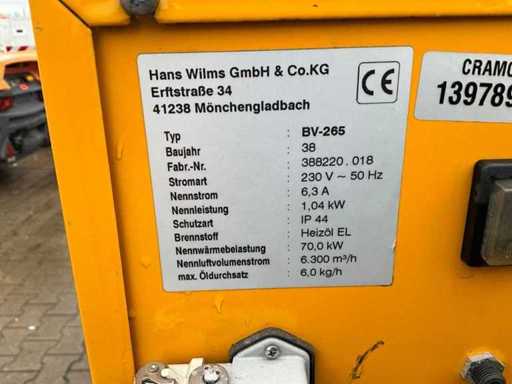 Hans Wilms GmbH & Co.KG
Erftstraße 34
41238 Mönchengladbach
CE
Typ : BV-265
Baujahr : 38
Fabr.-Nr. : 388220.018
Stromart : 230 V ~ 50 Hz
Nennstrom : 6,3 A
Nennleistung : 1,04 kW
Schutzart : IP 44
Brennstoff : Heizöl EL
Nennwärmebelastung : 70,0 kW
Nennluftvolumenstrom : 6.300 m³/h
max. Öldurchsatz : 6,0 kg/h
CRAMO
139789